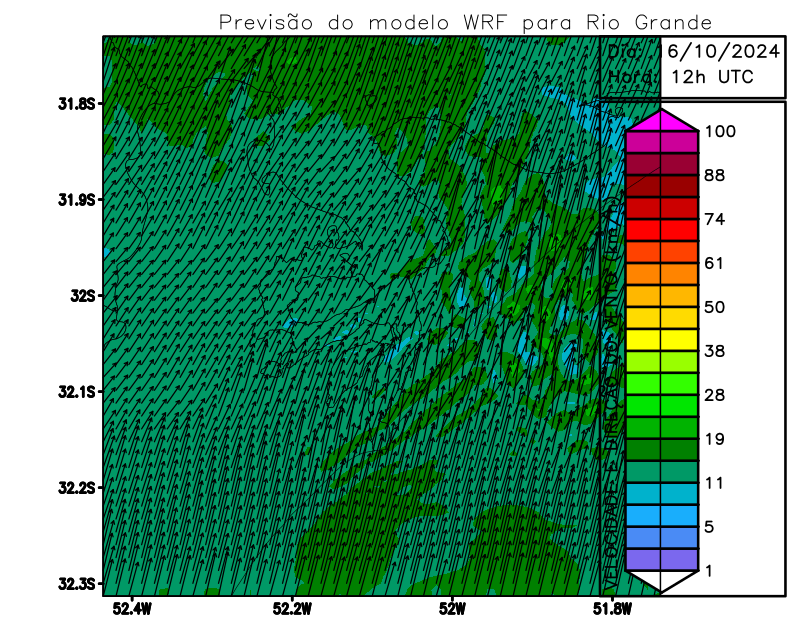 Previsão do modelo WRF para Rio Grande
Dia: 16/10/2024
Hora: 12h UTC
31.8S
31.9S
32S
32.1S
32.2S
32.3S
52.4W
52.2W
52W
51.8W
VELOCIDADE E DIREÇÃO DO VENTO (km/h)
100
88
74
61
50
38
28
19
11
5
1